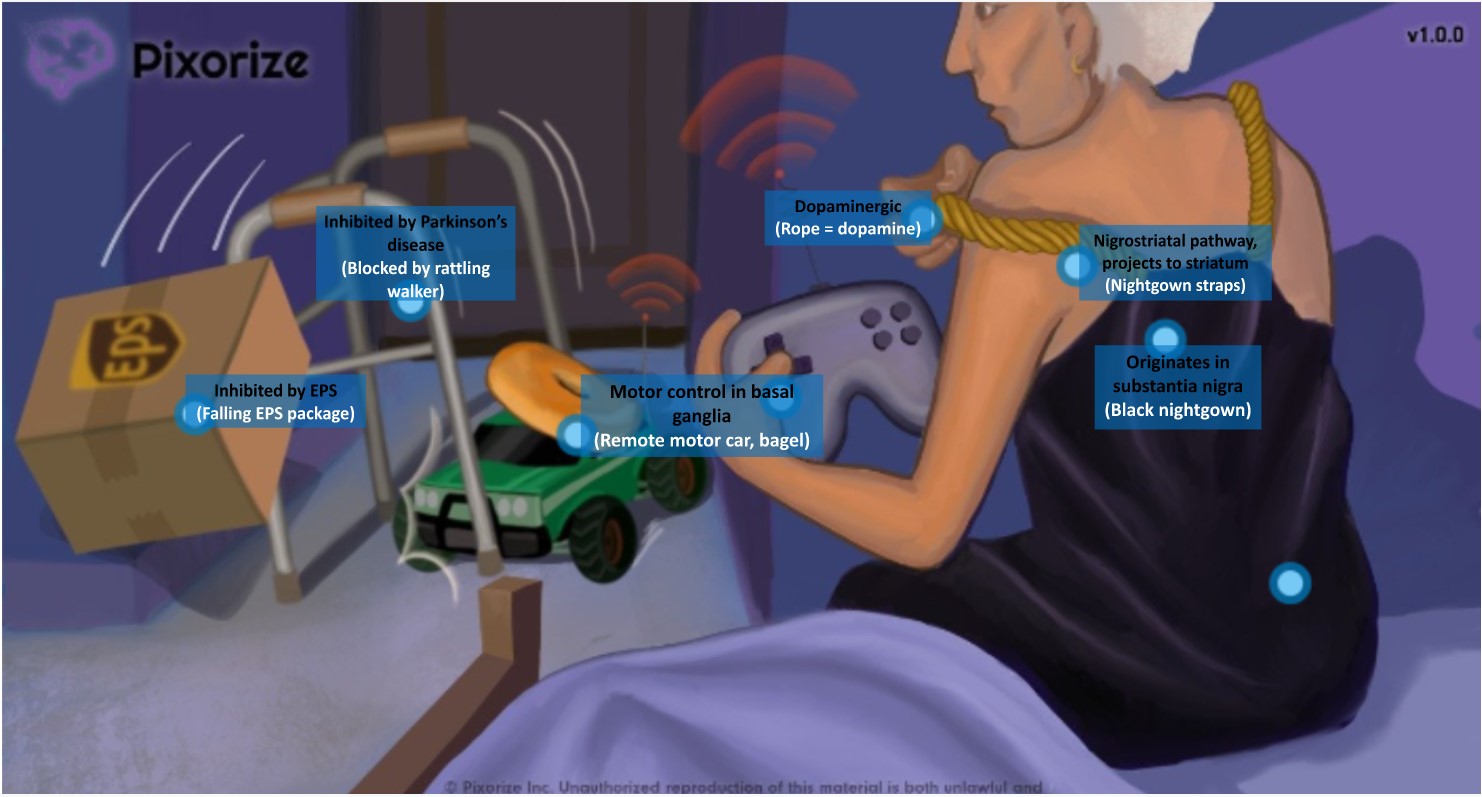 Pixorize
v1.0.0
Inhibited by Parkinson's
disease
(Blocked by rattling
walker)
Dopaminergic
(Rope = dopamine)
Nigrostriatal pathway,
projects to striatum
(Nightgown straps)
EPS
Inhibited by EPS
(Falling EPS package)
Motor control in basal
ganglia
(Remote motor car, bagel)
Originates in
substantia nigra
(Black nightgown)
© Pixorize Inc. Unauthorized reproduction of this material is both unlawful and